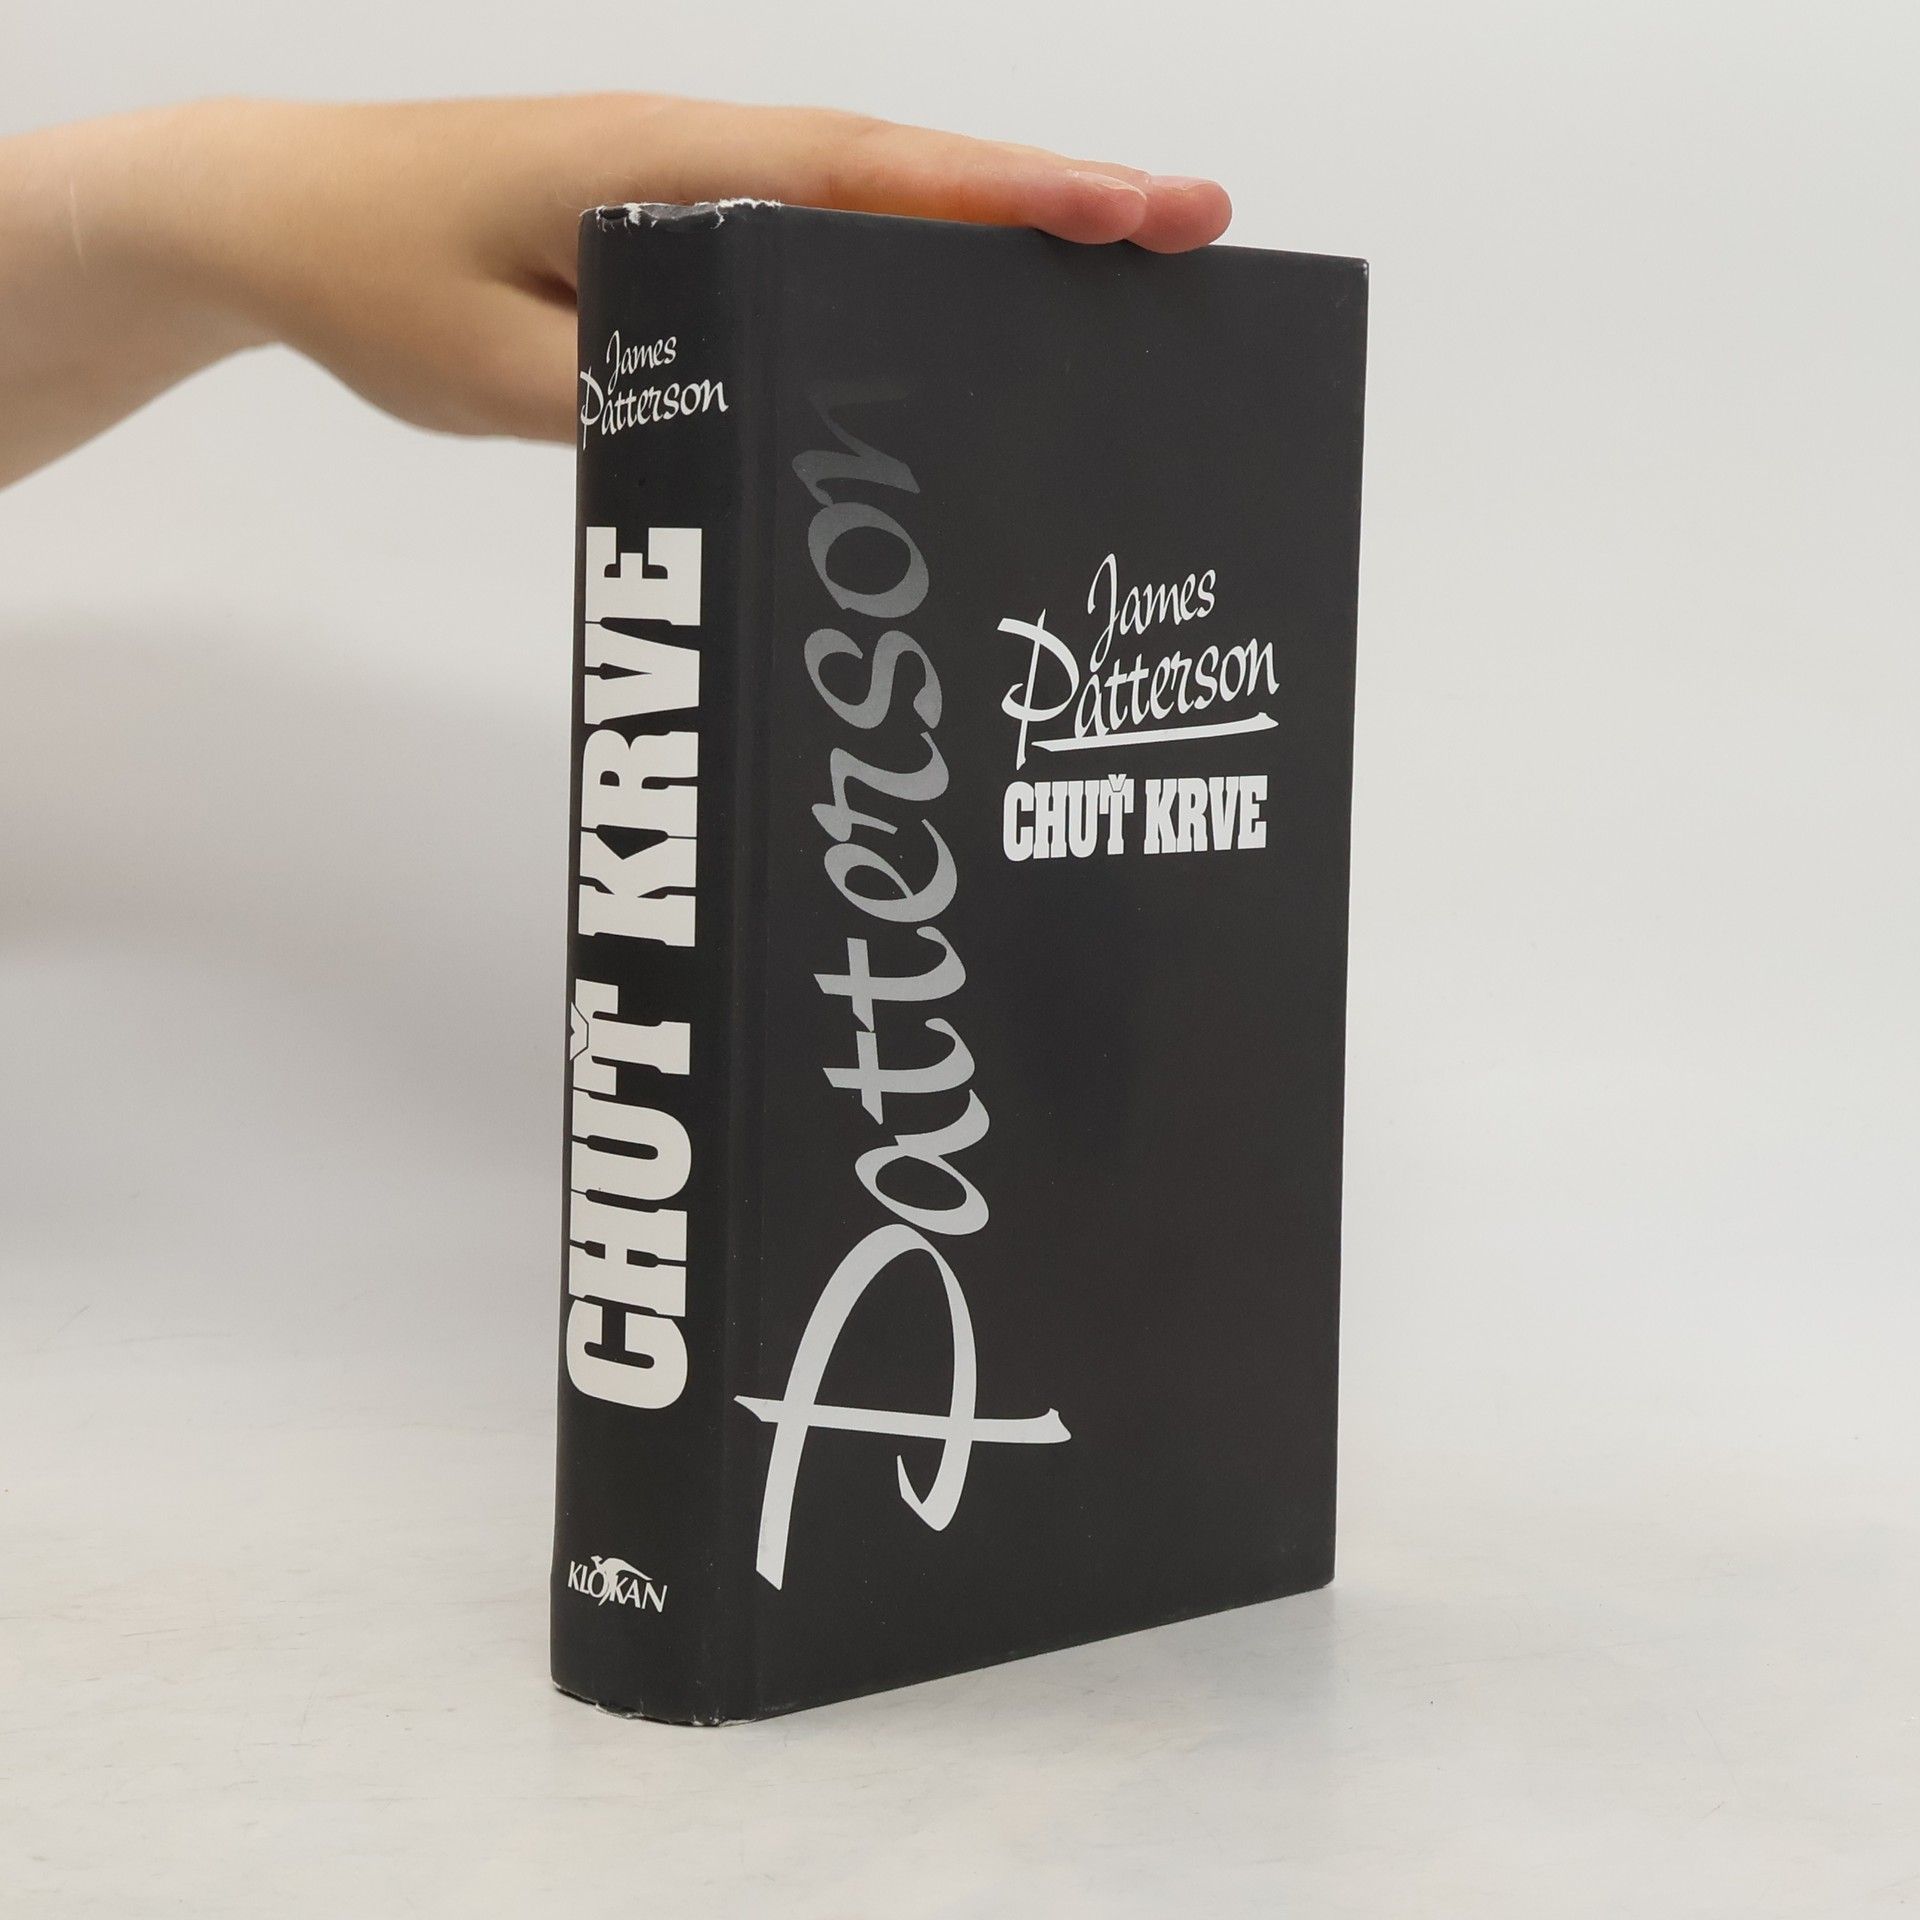 James
Patterson
CHUŤ KRVE
KLOKAN
Patterson
James
Patterson
CHUŤ KRVE